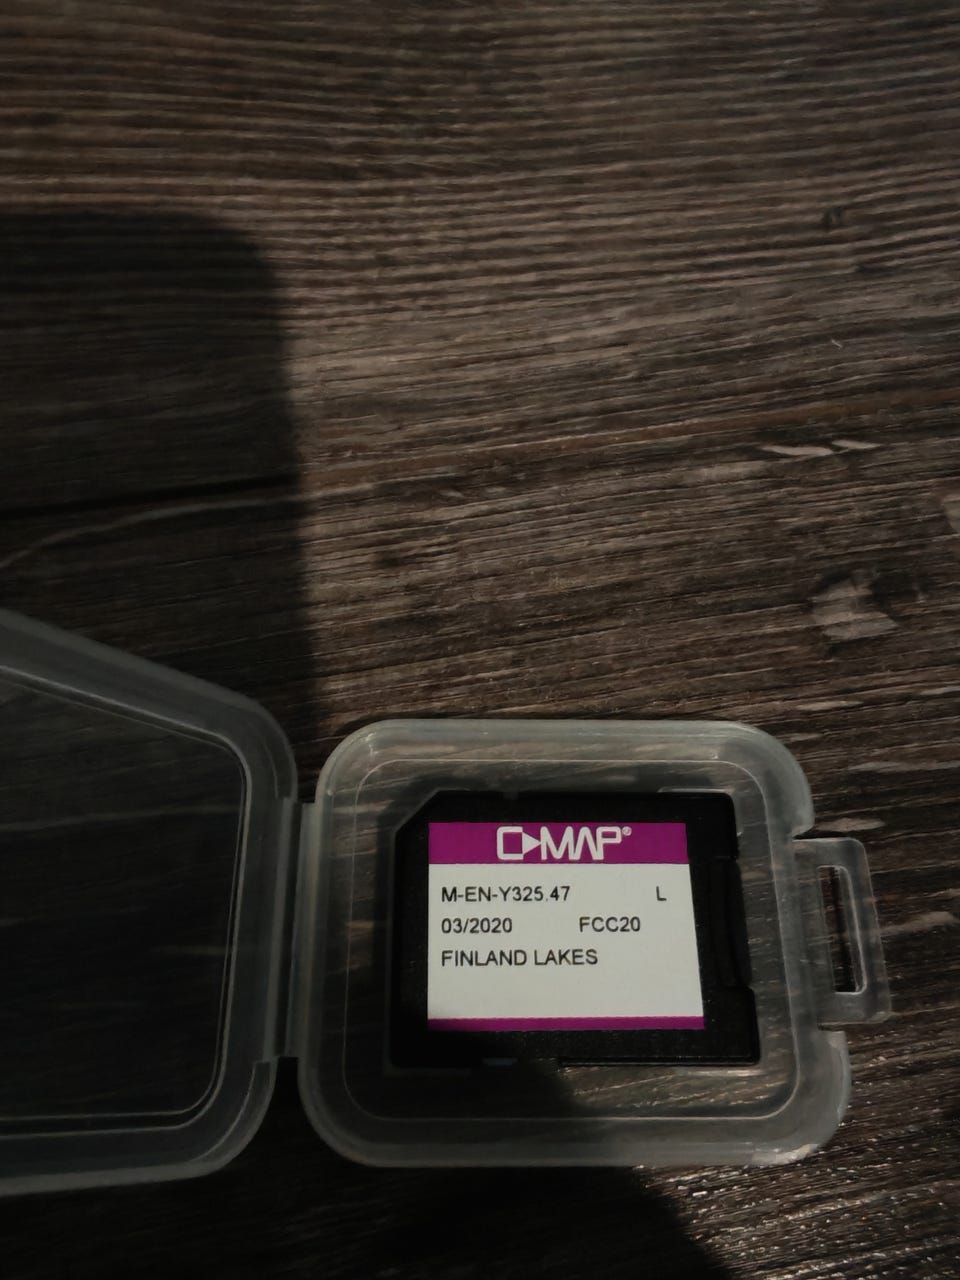 C-MAP®
M-EN-Y325.47 L
03/2020 FCC20
FINLAND LAKES